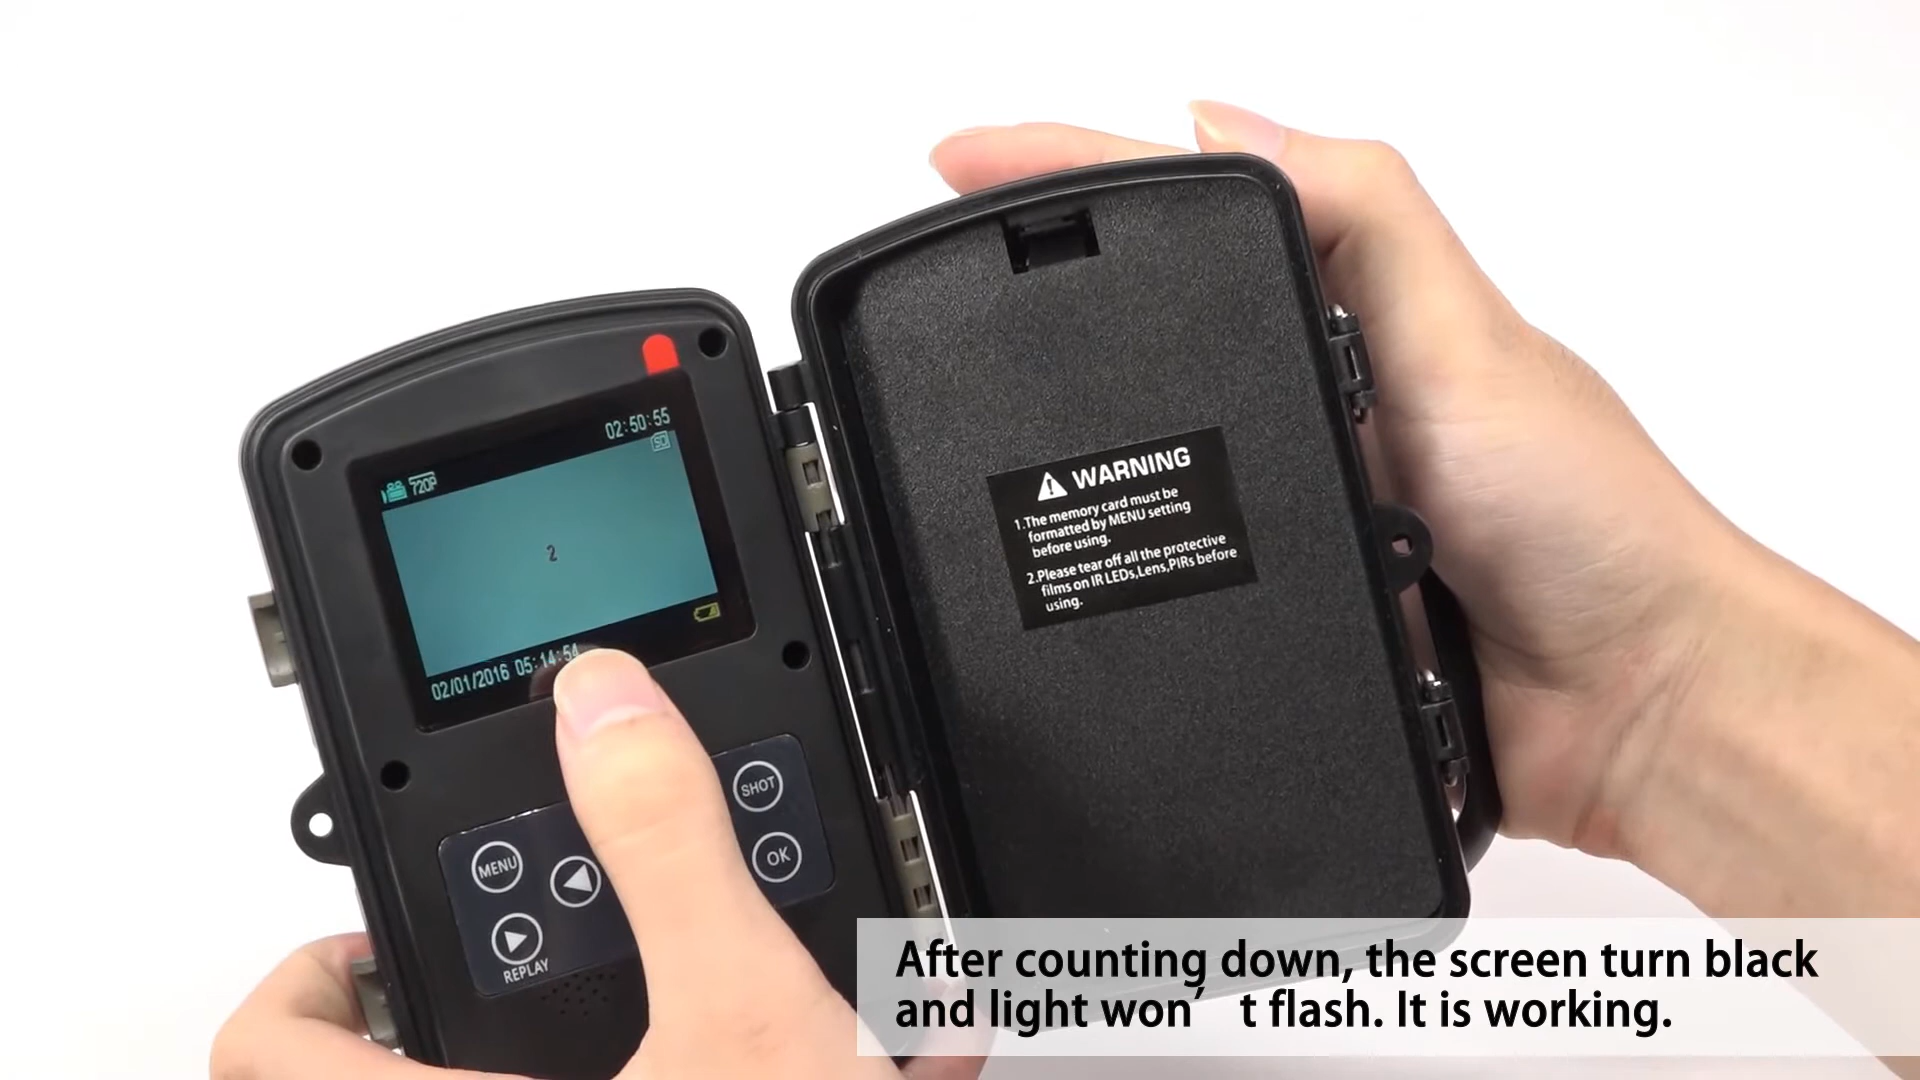 02:50:55
SD
720P
2
02/01/2016 05:14:54
WARNING
1.The memory card must be
formatted by MENU setting
before using.
2.Please tear off all the protective
films on IR LEDs,Lens,PIRs before
using.
SHOT
MENU
OK
REPLAY
After counting down, the screen turn black
and light won’ t flash. It is working.